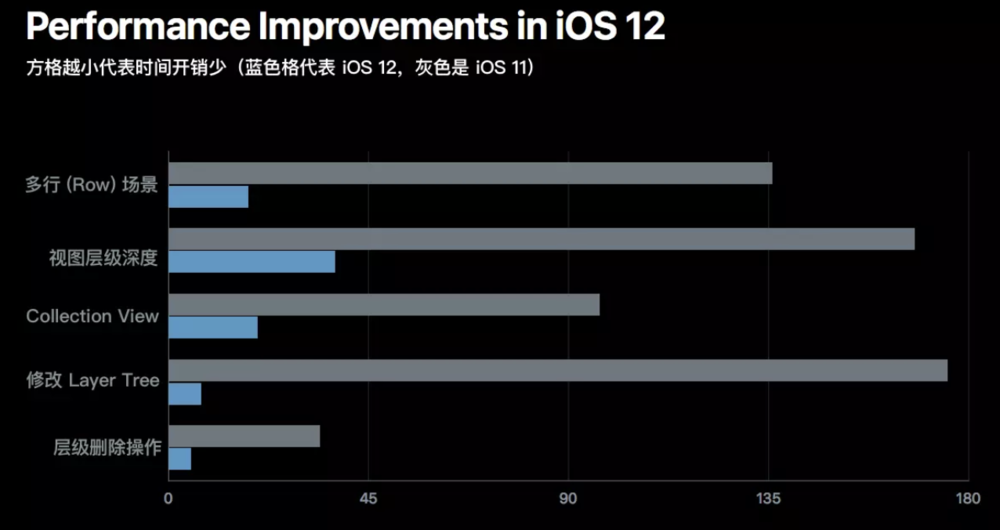 Performance Improvements in iOS 12
方格越小代表时间开销少（蓝色格代表 iOS 12，灰色是 iOS 11）
多行 (Row) 场景
视图层级深度
Collection View
修改 Layer Tree
层级删除操作
0 45 90 135 180